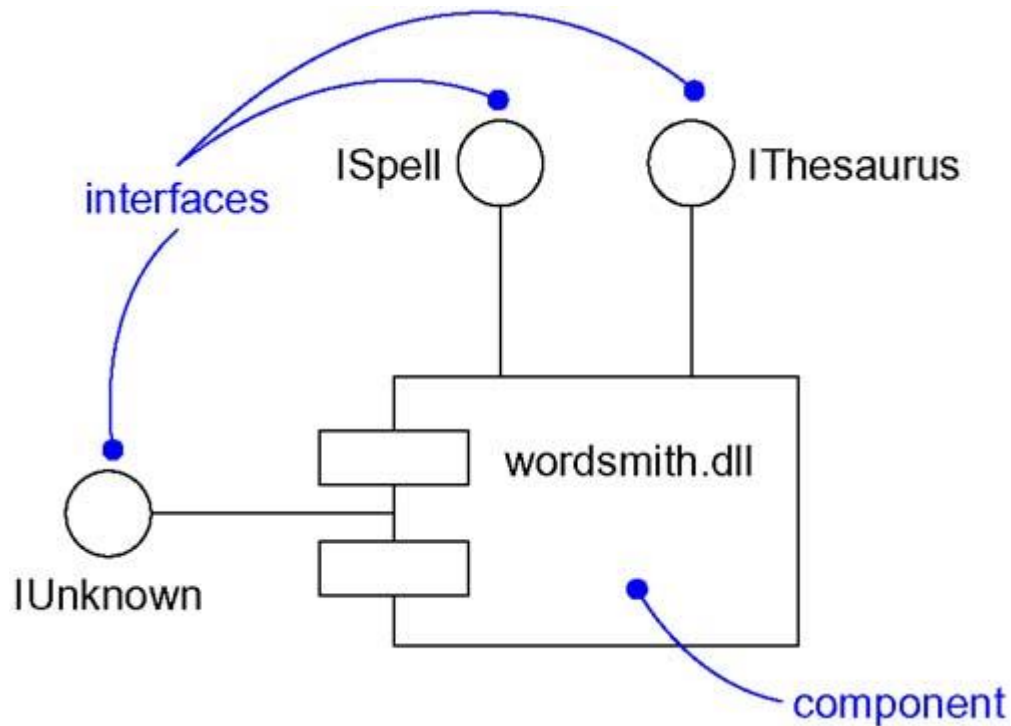 ISpell
IThesaurus
interfaces
wordsmith.dll
IUnknown
component